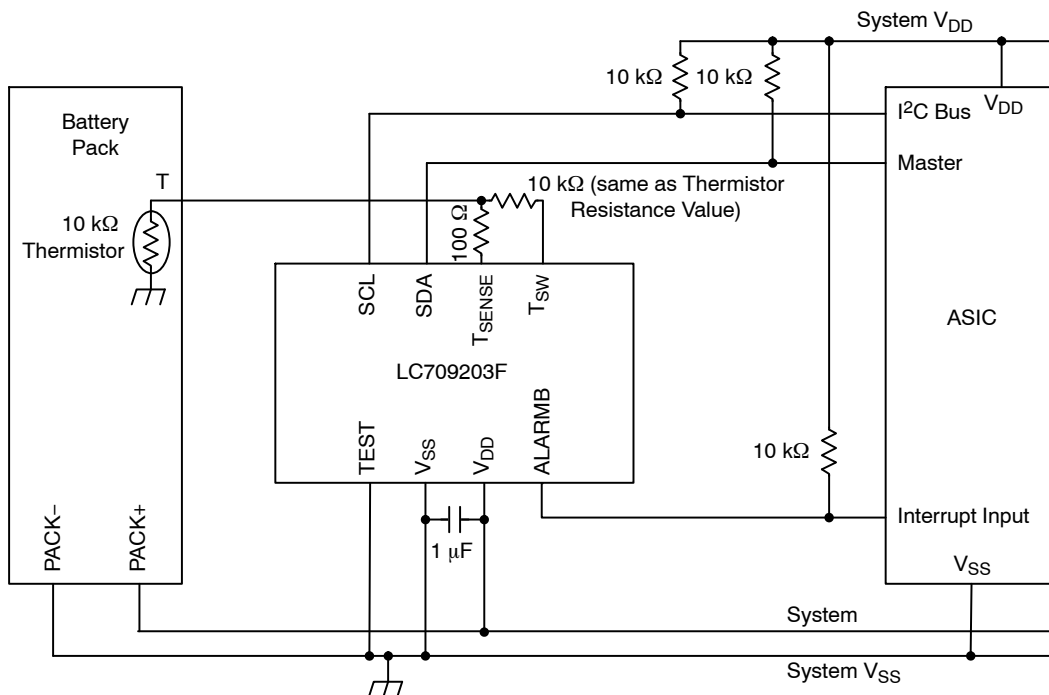 System VDD
10 kΩ
10 kΩ
Battery
Pack
I²C Bus
VDD
T
Master
10 kΩ (same as Thermistor
Resistance Value)
10 kΩ
Thermistor
100 Ω
SCL
SDA
TSENSE
TSW
ASIC
LC709203F
TEST
VSS
VDD
ALARMB
10 kΩ
PACK−
PACK+
1 μF
Interrupt Input
VSS
System
System VSS